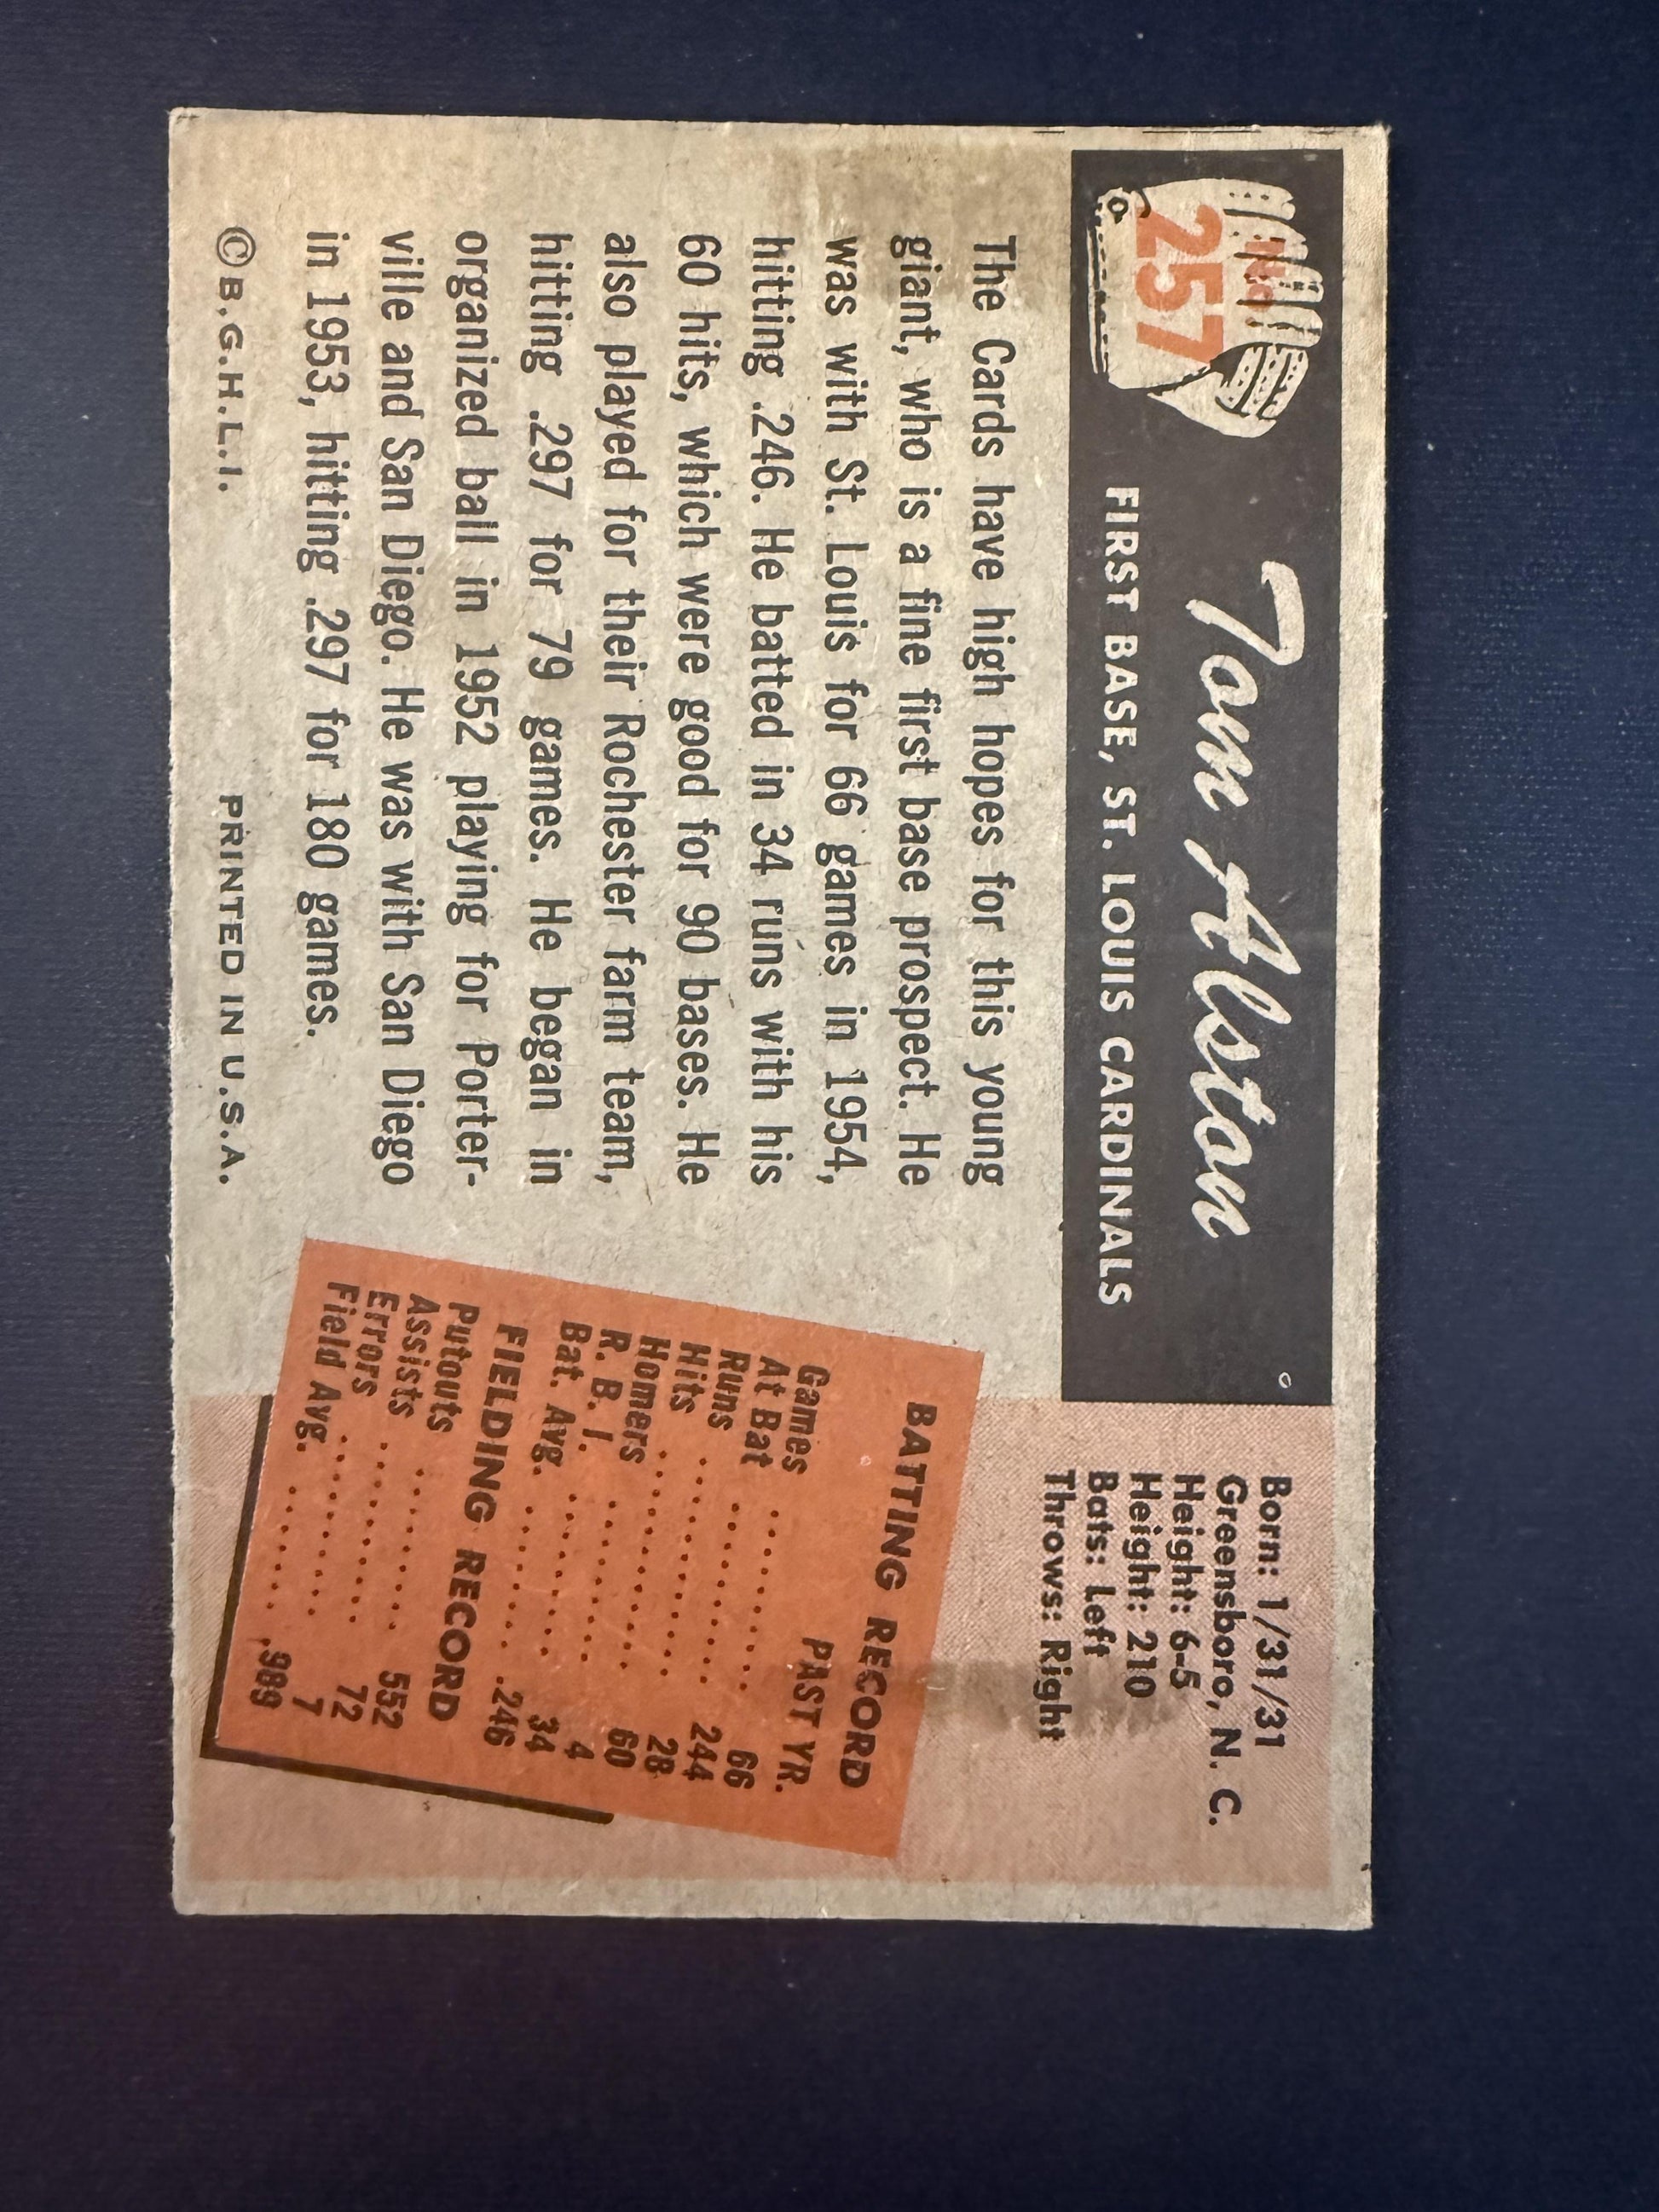 No.
257
Tom Alston
FIRST BASE, ST. LOUIS CARDINALS
Born: 1/31/31
Greensboro, N. C.
Height: 6-5
Height: 210
Bats: Left
Throws: Right
The Cards have high hopes for this young
giant, who is a fine first base prospect. He
was with St. Louis for 66 games in 1954,
hitting .246. He batted in 34 runs with his
60 hits, which were good for 90 bases. He
also played for their Rochester farm team,
hitting .297 for 79 games. He began in
organized ball in 1952 playing for Porter-
ville and San Diego. He was with San Diego
in 1953, hitting .297 for 180 games.
©B.G.H.L.I. PRINTED IN U.S.A.
BATTING RECORD
PAST YR.
Games .......... 66
At Bat .......... 244
Runs .......... 28
Hits .......... 60
Homers .......... 4
R. B. I. .......... 34
Bat. Avg. .......... .246
FIELDING RECORD
Putouts .......... 552
Assists .......... 72
Errors .......... 7
Field Avg. .......... .989